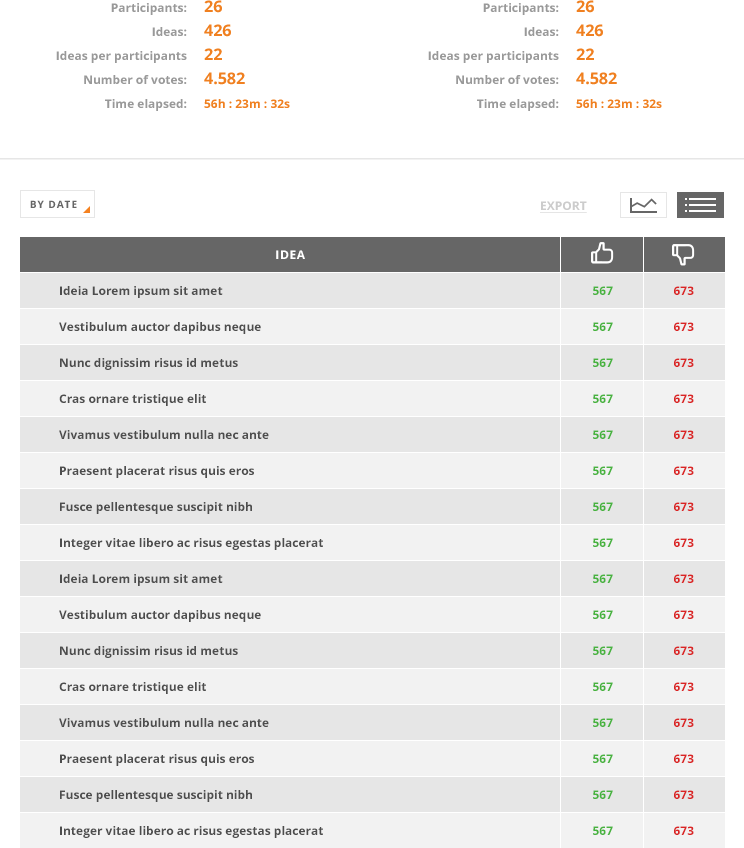 Participants: 26 Participants: 26
Ideas: 426 Ideas: 426
Ideas per participants 22 Ideas per participants 22
Number of votes: 4.582 Number of votes: 4.582
Time elapsed: 56h : 23m : 32s Time elapsed: 56h : 23m : 32s
BY DATE EXPORT
IDEA
Ideia Lorem ipsum sit amet 567 673
Vestibulum auctor dapibus neque 567 673
Nunc dignissim risus id metus 567 673
Cras ornare tristique elit 567 673
Vivamus vestibulum nulla nec ante 567 673
Praesent placerat risus quis eros 567 673
Fusce pellentesque suscipit nibh 567 673
Integer vitae libero ac risus egestas placerat 567 673
Ideia Lorem ipsum sit amet 567 673
Vestibulum auctor dapibus neque 567 673
Nunc dignissim risus id metus 567 673
Cras ornare tristique elit 567 673
Vivamus vestibulum nulla nec ante 567 673
Praesent placerat risus quis eros 567 673
Fusce pellentesque suscipit nibh 567 673
Integer vitae libero ac risus egestas placerat 567 673